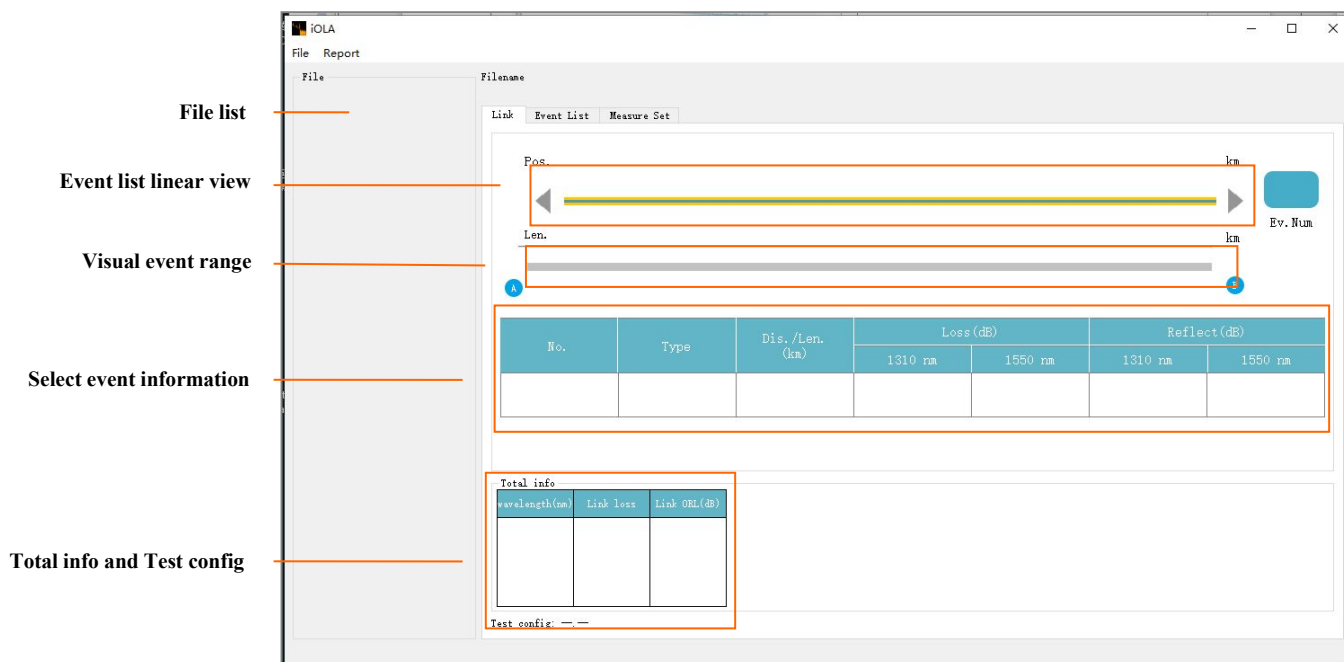 iOLA
File Report
File
Filename
File list
Link Event List Measure Set
Pos. km
Event list linear view
Ev.Num
Len. km
Visual event range
A B
No. Type Dis./Len.(km) Loss(dB) Reflect(dB)
1310 nm 1550 nm 1310 nm 1550 nm
Select event information
Total info
wavelength(nm) Link loss Link ORL(dB)
Total info and Test config
Test config: —.—